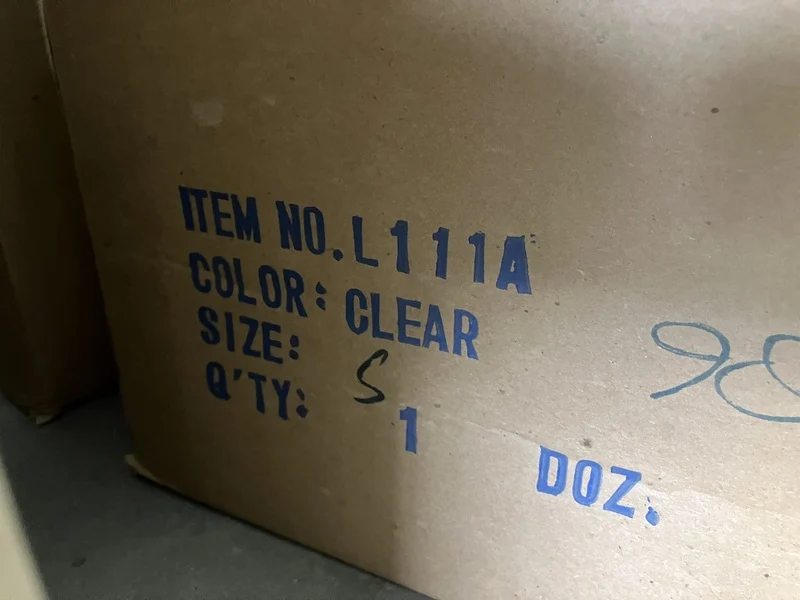 ITEM NO. L111A
COLOR: CLEAR
SIZE: S
Q'TY: 1 DOZ.